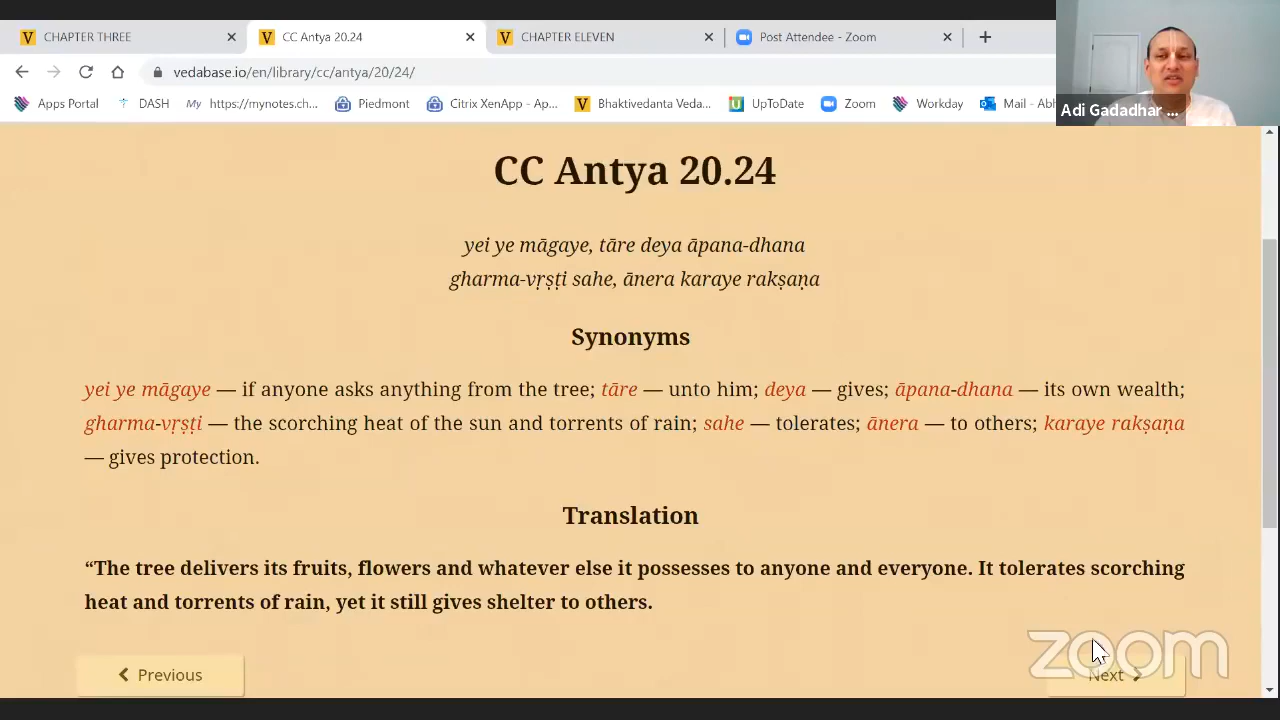 CHAPTER THREE
CC Antya 20.24
CHAPTER ELEVEN
Post Attendee - Zoom
vedabase.io/en/library/cc/antya/20/24/
Apps Portal
DASH
My https://mynotes.ch...
Piedmont
Citrix XenApp - Ap...
Bhaktivedanta Veda...
UpToDate
Zoom
Workday
Mail - Abh
Adi Gadadhar ...
CC Antya 20.24
yei ye māgaye, tāre deya āpana-dhana
gharma-vṛṣṭi sahe, ānera karaye rakṣaṇa
Synonyms
yei ye māgaye — if anyone asks anything from the tree; tāre — unto him; deya — gives; āpana-dhana — its own wealth;
gharma-vṛṣṭi — the scorching heat of the sun and torrents of rain; sahe — tolerates; ānera — to others; karaye rakṣaṇa
— gives protection.
Translation
“The tree delivers its fruits, flowers and whatever else it possesses to anyone and everyone. It tolerates scorching
heat and torrents of rain, yet it still gives shelter to others.
Previous
Next
zoom